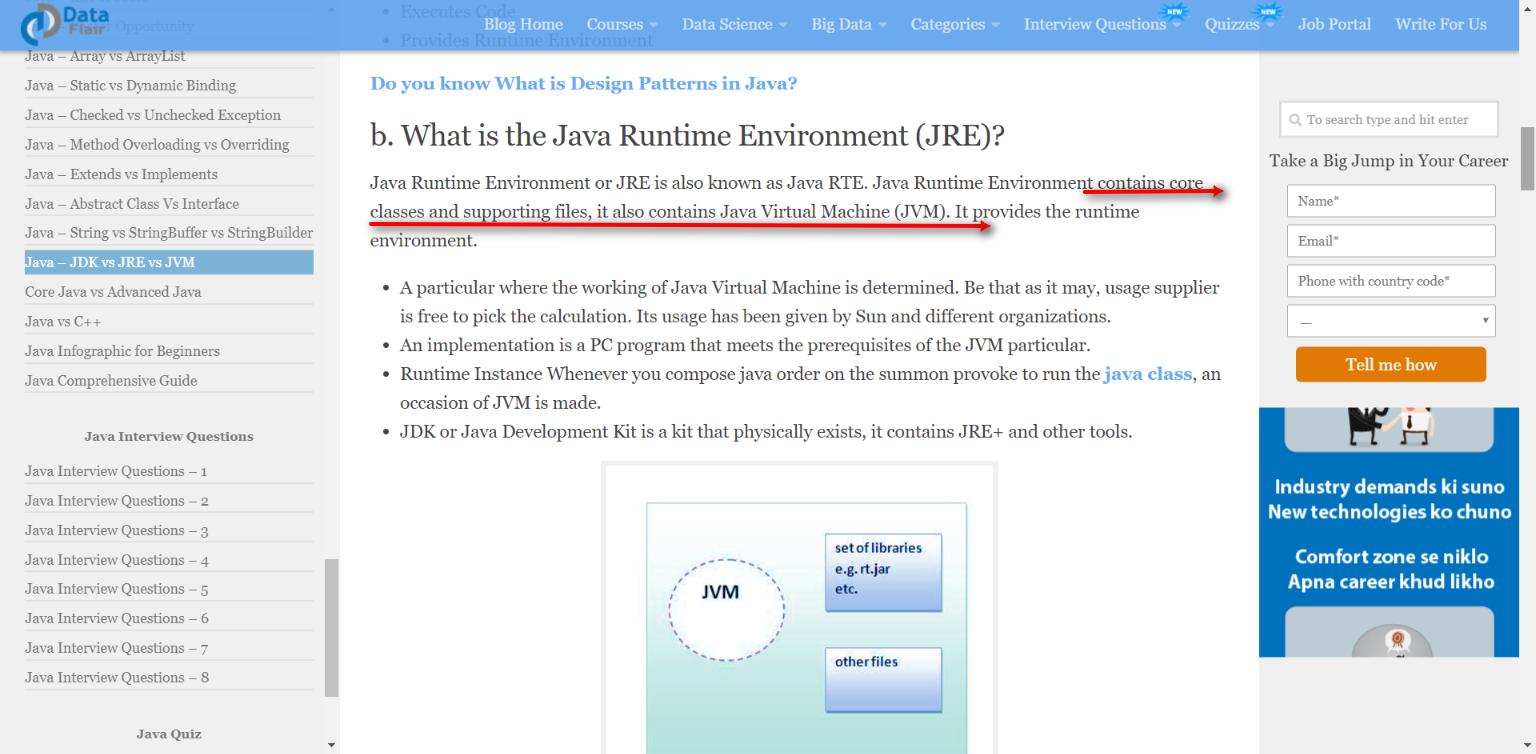 Data
Flair
Opportunity
Executes Code
Provides Runtime Environment
Blog Home
Courses
Data Science
Big Data
Categories
Interview Questions
NEW
Quizzes
NEW
Job Portal
Write For Us
Java – Array vs ArrayList
Java – Static vs Dynamic Binding
Java – Checked vs Unchecked Exception
Java – Method Overloading vs Overriding
Java – Extends vs Implements
Java – Abstract Class Vs Interface
Java – String vs StringBuffer vs StringBuilder
Java – JDK vs JRE vs JVM
Core Java vs Advanced Java
Java vs C++
Java Infographic for Beginners
Java Comprehensive Guide
Java Interview Questions
Java Interview Questions – 1
Java Interview Questions – 2
Java Interview Questions – 3
Java Interview Questions – 4
Java Interview Questions – 5
Java Interview Questions – 6
Java Interview Questions – 7
Java Interview Questions – 8
Java Quiz
Do you know What is Design Patterns in Java?
b. What is the Java Runtime Environment (JRE)?
Java Runtime Environment or JRE is also known as Java RTE. Java Runtime Environment contains core
classes and supporting files, it also contains Java Virtual Machine (JVM). It provides the runtime
environment.
• A particular where the working of Java Virtual Machine is determined. Be that as it may, usage supplier
is free to pick the calculation. Its usage has been given by Sun and different organizations.
• An implementation is a PC program that meets the prerequisites of the JVM particular.
• Runtime Instance Whenever you compose java order on the summon provoke to run the java class, an
occasion of JVM is made.
• JDK or Java Development Kit is a kit that physically exists, it contains JRE+ and other tools.
JVM
set of libraries
e.g. rt.jar
etc.
other files
To search type and hit enter
Take a Big Jump in Your Career
Name*
Email*
Phone with country code*
—
Tell me how
Industry demands ki suno
New technologies ko chuno
Comfort zone se niklo
Apna career khud likho